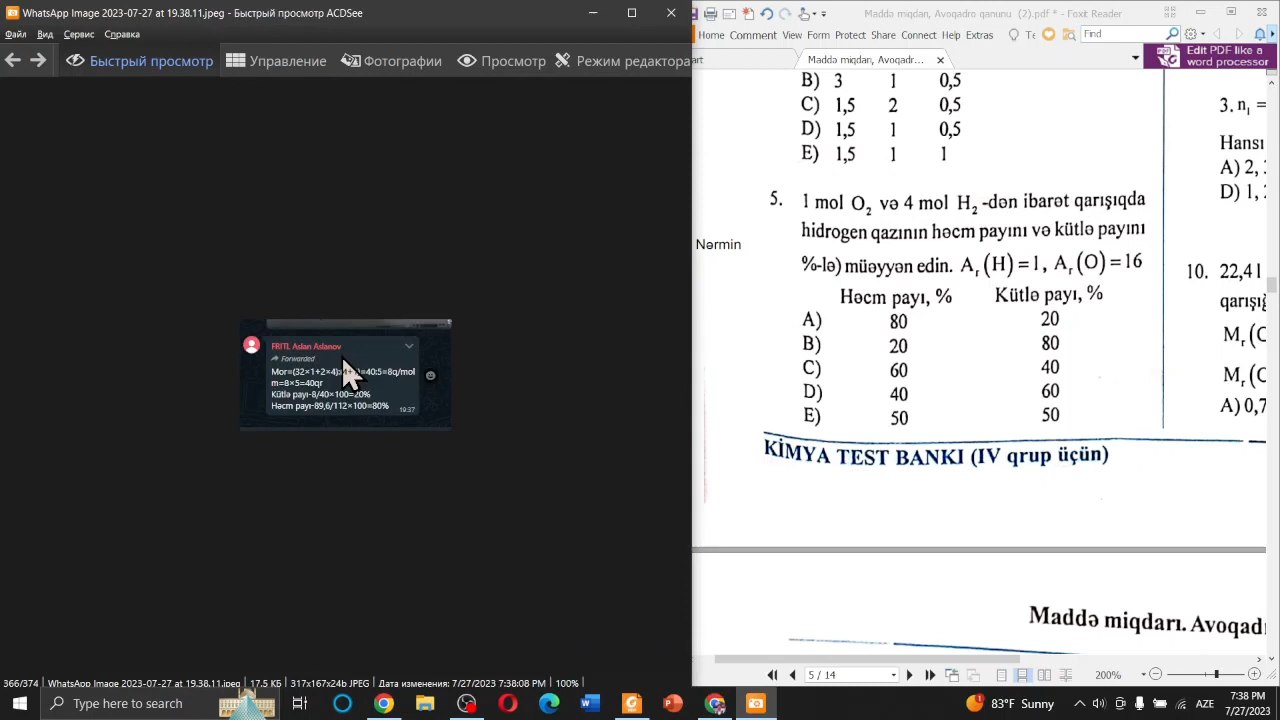 WhatsApp Image 2023-07-27 at 19.38.11.jpeg - Быстрый просмотр ACDSee
Файл Вид Сервис Справка
Быстрый просмотр Управление Фотографии Просмотр Режим редактора
FRITL Aslan Aslanov
Forwarded
m=8×5=40qr
Kütlə payı-8/40×100=20%
Həcm payı-89,6/112×100=80%
19:37
366/374 WhatsApp Image 2023-07-27 at 19.38.11.jpeg
Дата изменения: 7/27/2023 7:38:08 PM 100%
Maddə miqdarı, Avoqadro qanunu (2).pdf * - Foxit Reader
Home Comment View Form Protect Share Connect Help Extras
Find
art
Maddə miqdarı, Avoqadr...
Edit PDF like a
word processor
B) 3 1 0,5
C) 1,5 2 0,5
D) 1,5 1 0,5
E) 1,5 1 1
5. 1 mol O₂ və 4 mol H₂ -dən ibarət qarışıqda
hidrogen qazının həcm payını və kütlə payını
%-lə) müəyyən edin. Aᵣ(H)=1, Aᵣ(O)=16
Həcm payı, % Kütlə payı, %
A) 80 20
B) 20 80
C) 60 40
D) 40 60
E) 50 50
KİMYA TEST BANKI (IV qrup üçün)
Nərmin
3. n₁ =
Hansı
A) 2,
D) 1,
10. 22,4 l
Mᵣ(
Mᵣ(
A) 0,7
Maddə miqdarı. Avoqad
5 / 14
200%
Type here to search
83°F Sunny
AZE
7:38 PM
7/27/2023